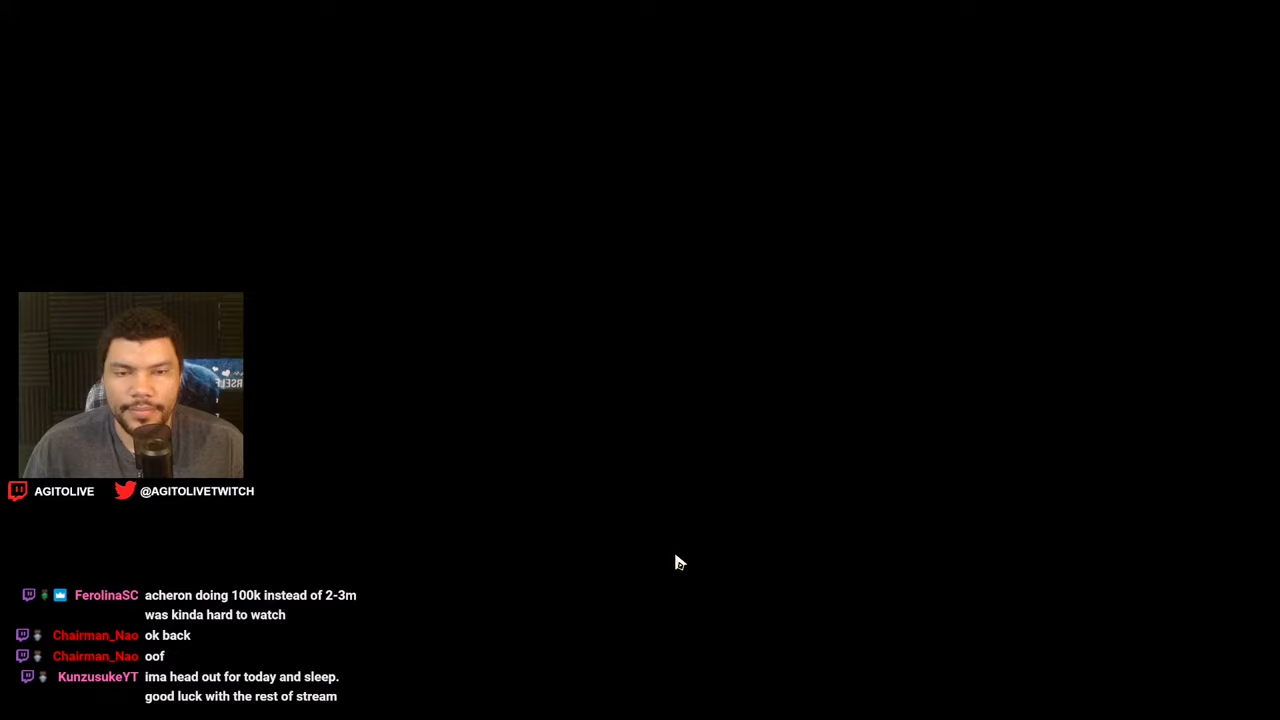 ERSELF
AGITOLIVE @AGITOLIVETWITCH
FerolinaSC acheron doing 100k instead of 2-3m
was kinda hard to watch
Chairman_Nao ok back
Chairman_Nao oof
KunzusukeYT ima head out for today and sleep.
good luck with the rest of stream